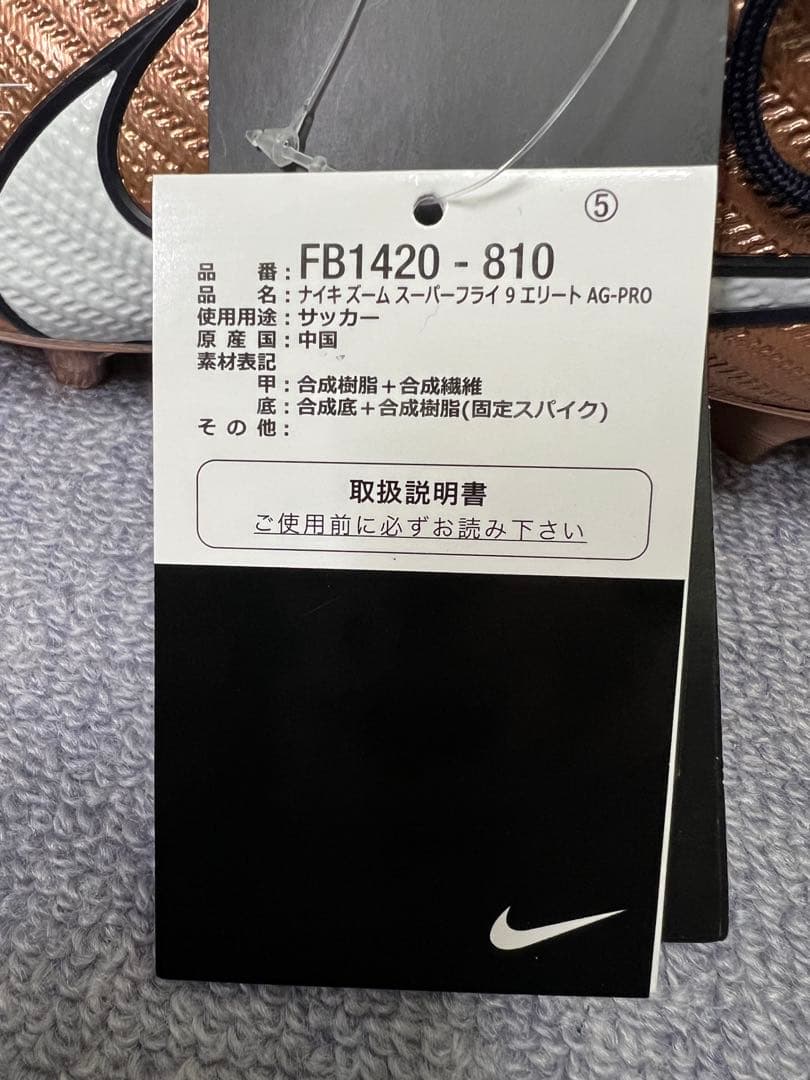 ⑤
品 番：FB1420 - 810
品 名：ナイキ ズーム スーパーフライ 9 エリート AG-PRO
使用用途：サッカー
原 産 国：中国
素材表記
甲：合成樹脂＋合成繊維
底：合成底＋合成樹脂(固定スパイク)
そ の 他：
取扱説明書
ご使用前に必ずお読み下さい